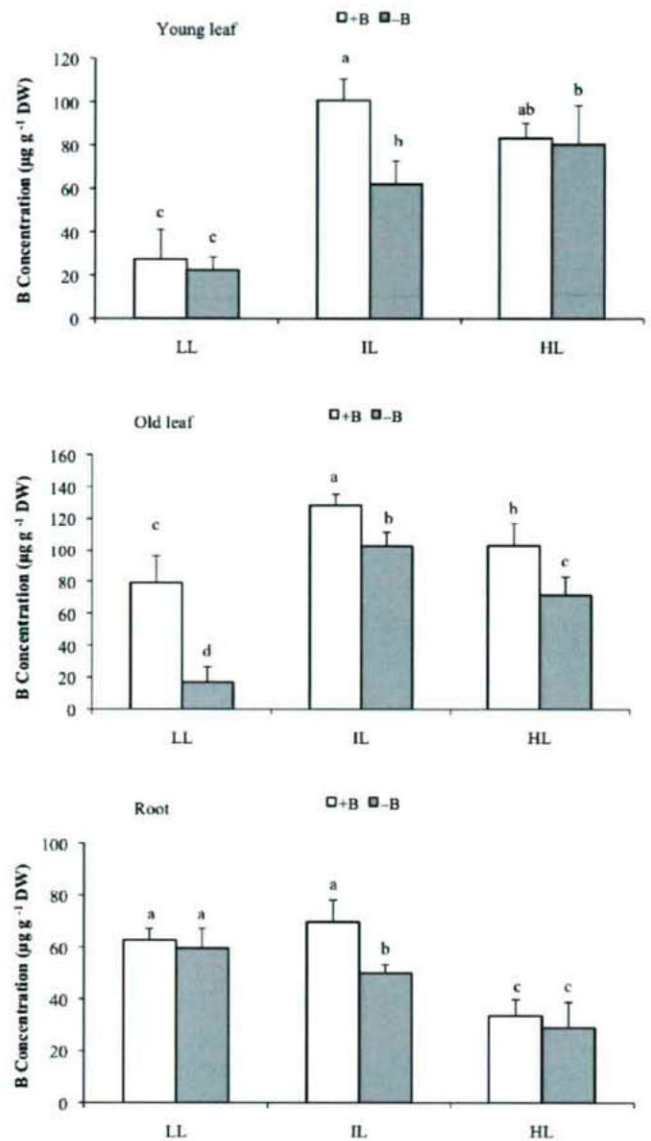 Young leaf +B –B
B Concentration (µg g⁻¹ DW)
120
100
80
60
40
20
0
c c a b ab b
LL IL HL
Old leaf +B –B
B Concentration (µg g⁻¹ DW)
160
140
120
100
80
60
40
20
0
c d a b b c
LL IL HL
Root +B –B
B Concentration (µg g⁻¹ DW)
100
80
60
40
20
0
a a a b c c
LL IL HL